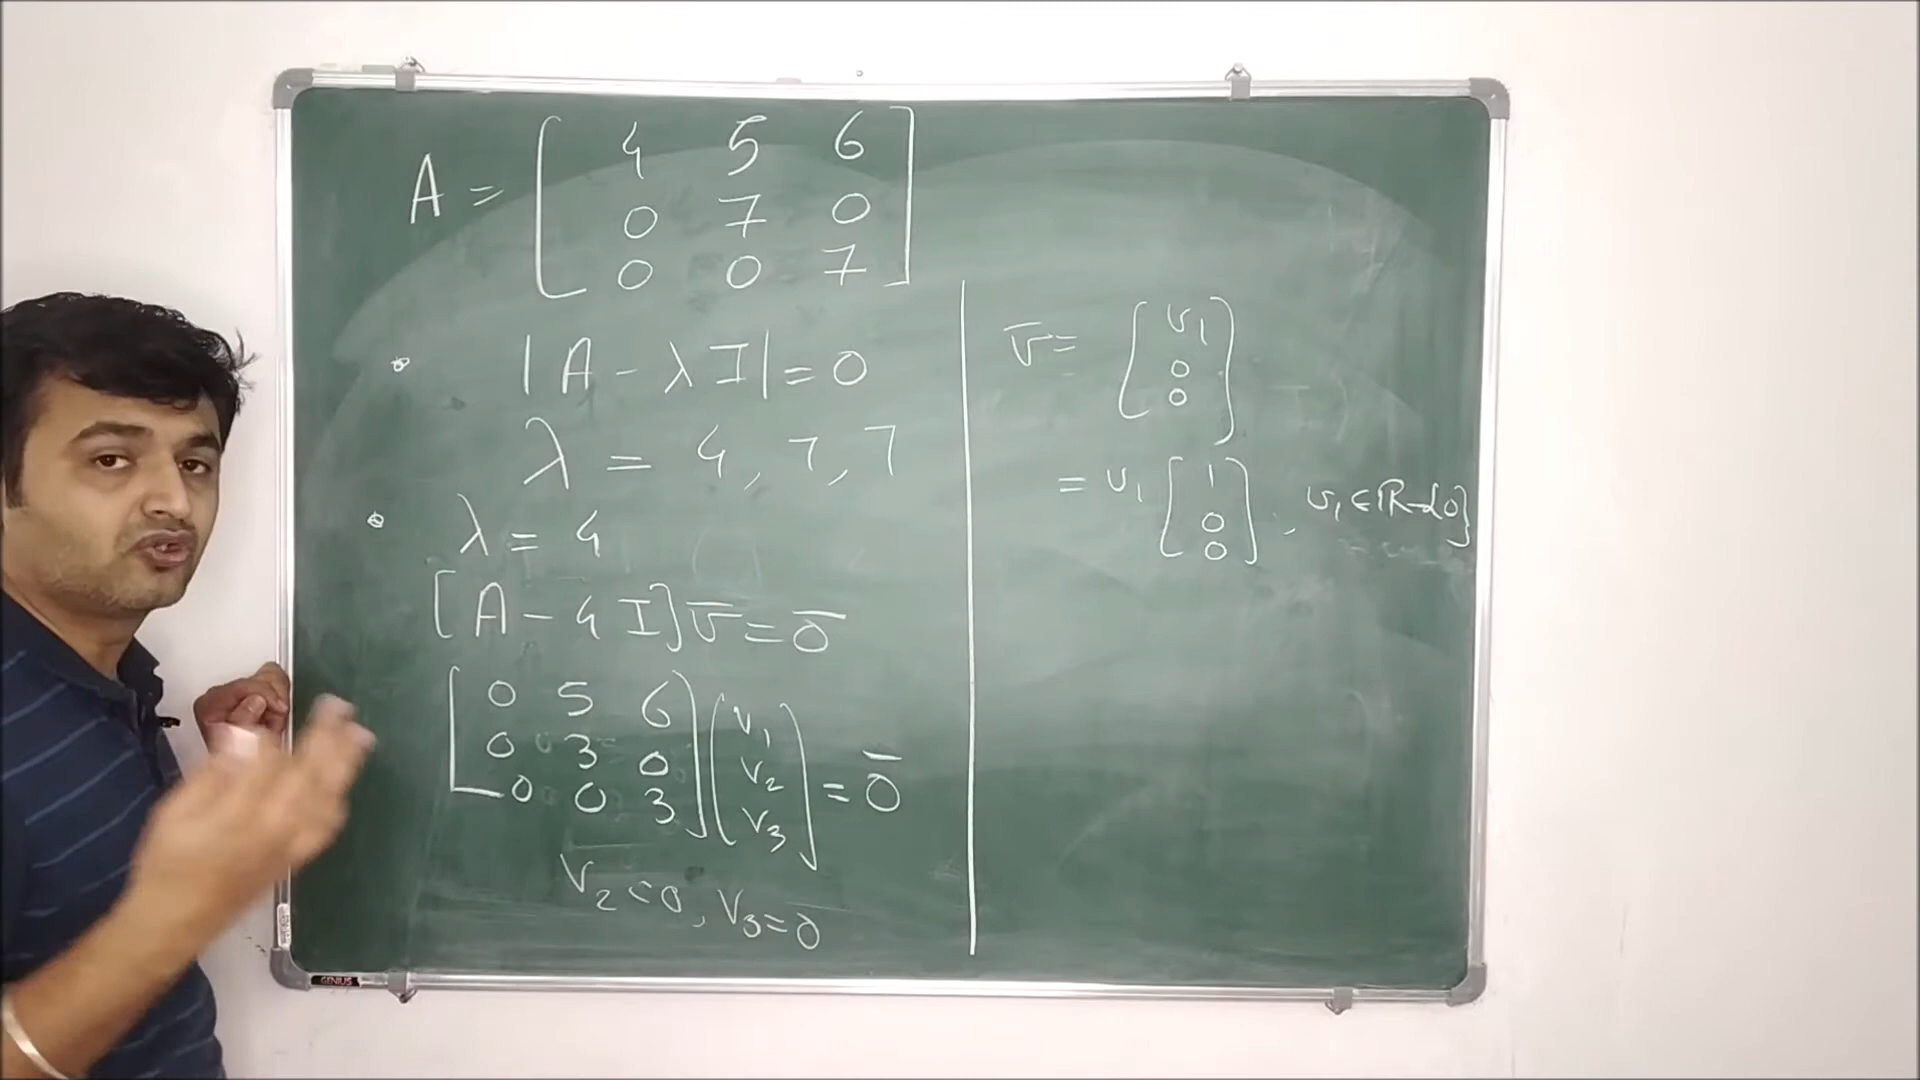 A = [ 4 5 6
0 7 0
0 0 7 ]
|A - λI| = 0
λ = 4, 7, 7
λ = 4
[A - 4I]v̅ = 0̅
[ 0 5 6
0 3 0
0 0 3 ] ( v₁
v₂
v₃ ) = 0̅
v₂ = 0, v₃ = 0
v̅ = [ v₁
0
0 ]
= v₁ [ 1
0
0 ], v₁ ∈ ℝ-{0}
GENIUS